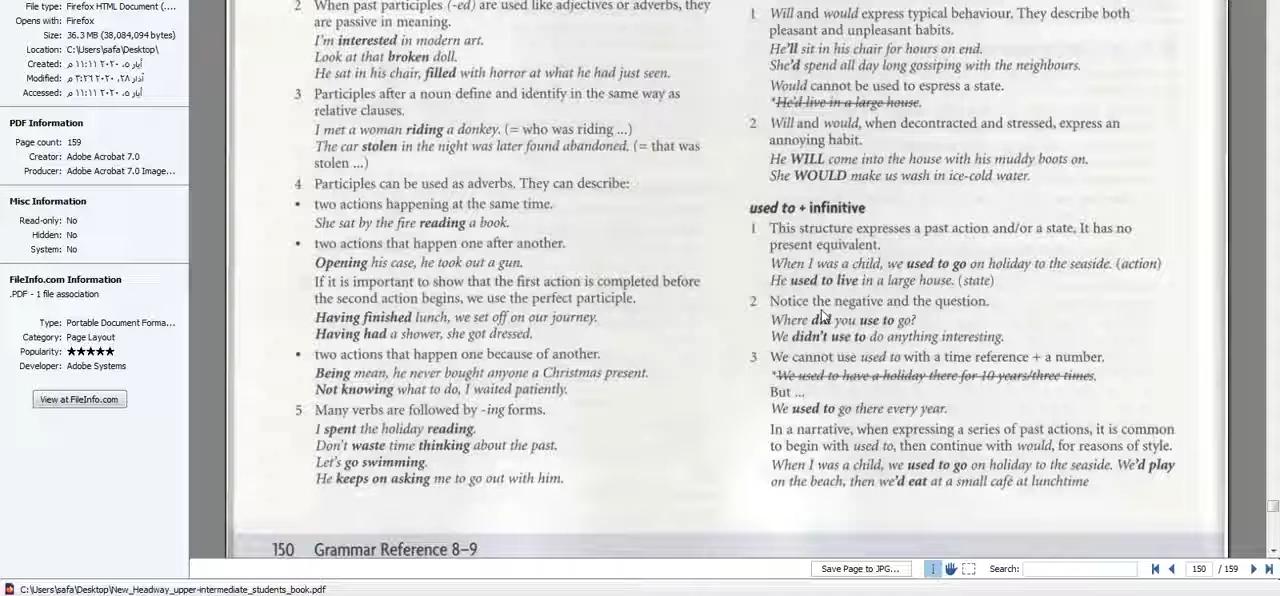 File type: Firefox HTML Document (....
Opens with: Firefox
Size: 36.3 MB (38,084,094 bytes)
Location: C:\Users\safa\Desktop\
Created: ٢٠٢٠ ،٠٥ أيار ١١:١١ م
Modified: ٢٠٢٠ ،٢٨ آذار ٣:٢٦ م
Accessed: ٢٠٢٠ ،٠٥ أيار ١١:١١ م
PDF Information
Page count: 159
Creator: Adobe Acrobat 7.0
Producer: Adobe Acrobat 7.0 Image...
Misc Information
Read-only: No
Hidden: No
System: No
FileInfo.com Information
.PDF - 1 file association
Type: Portable Document Forma...
Category: Page Layout
Popularity: ★★★★★
Developer: Adobe Systems
View at FileInfo.com
2 When past participles (-ed) are used like adjectives or adverbs, they
are passive in meaning.
I'm interested in modern art.
Look at that broken doll.
He sat in his chair, filled with horror at what he had just seen.
3 Participles after a noun define and identify in the same way as
relative clauses.
I met a woman riding a donkey. (= who was riding ...)
The car stolen in the night was later found abandoned. (= that was
stolen ...)
4 Participles can be used as adverbs. They can describe:
• two actions happening at the same time.
She sat by the fire reading a book.
• two actions that happen one after another.
Opening his case, he took out a gun.
If it is important to show that the first action is completed before
the second action begins, we use the perfect participle.
Having finished lunch, we set off on our journey.
Having had a shower, she got dressed.
• two actions that happen one because of another.
Being mean, he never bought anyone a Christmas present.
Not knowing what to do, I waited patiently.
5 Many verbs are followed by -ing forms.
I spent the holiday reading.
Don't waste time thinking about the past.
Let's go swimming.
He keeps on asking me to go out with him.
1 Will and would express typical behaviour. They describe both
pleasant and unpleasant habits.
He'll sit in his chair for hours on end.
She'd spend all day long gossiping with the neighbours.
Would cannot be used to espress a state.
*He'd live in a large house.
2 Will and would, when decontracted and stressed, express an
annoying habit.
He WILL come into the house with his muddy boots on.
She WOULD make us wash in ice-cold water.
used to + infinitive
1 This structure expresses a past action and/or a state. It has no
present equivalent.
When I was a child, we used to go on holiday to the seaside. (action)
He used to live in a large house. (state)
2 Notice the negative and the question.
Where did you use to go?
We didn't use to do anything interesting.
3 We cannot use used to with a time reference + a number.
*We used to have a holiday there for 10 years/three times.
But ...
We used to go there every year.
In a narrative, when expressing a series of past actions, it is common
to begin with used to, then continue with would, for reasons of style.
When I was a child, we used to go on holiday to the seaside. We'd play
on the beach, then we'd eat at a small café at lunchtime
150 Grammar Reference 8–9
Save Page to JPG...
Search:
150 / 159
C:\Users\safa\Desktop\New_Headway_upper-intermediate_students_book.pdf